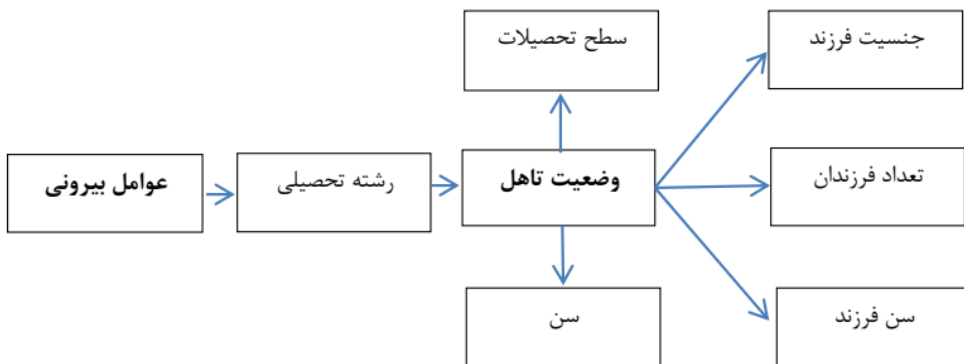 سطح تحصیلات
جنسیت فرزند
عوامل بیرونی
رشته تحصیلی
وضعیت تاهل
تعداد فرزندان
سن
سن فرزند